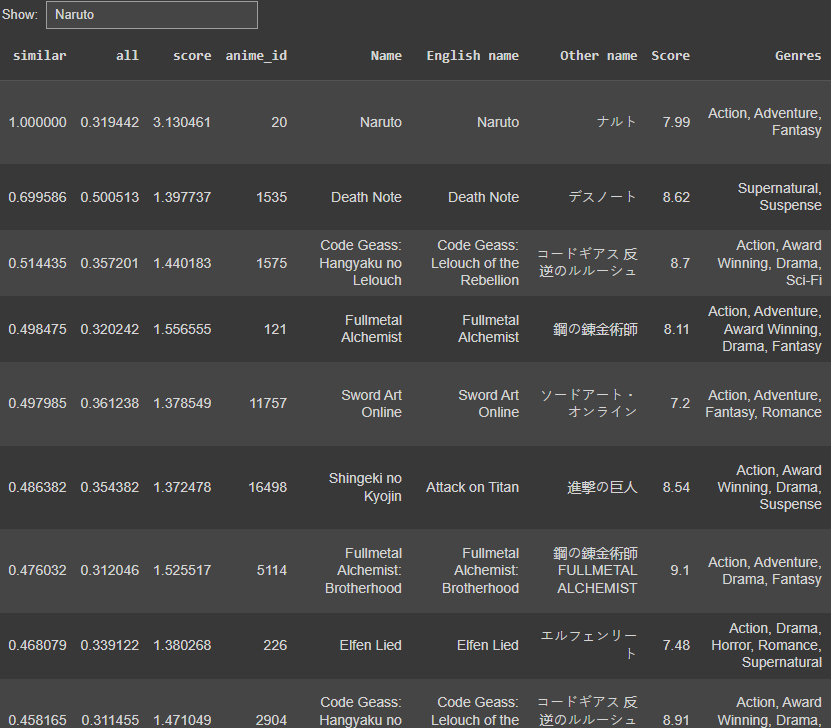 Show: Naruto
similar all score anime_id Name English name Other name Score Genres
1.000000 0.319442 3.130461 20 Naruto Naruto ナルト 7.99 Action, Adventure,
Fantasy
0.699586 0.500513 1.397737 1535 Death Note Death Note デスノート 8.62 Supernatural,
Suspense
Code Geass: Code Geass: コードギアス 反 Action, Award
0.514435 0.357201 1.440183 1575 Hangyaku no Lelouch of the 逆のルルーシュ 8.7 Winning, Drama,
Lelouch Rebellion Sci-Fi
Fullmetal Fullmetal Action, Adventure,
0.498475 0.320242 1.556555 121 Alchemist Alchemist 鋼の錬金術師 8.11 Award Winning,
Drama, Fantasy
0.497985 0.361238 1.378549 11757 Sword Art Sword Art ソードアート・ 7.2 Action, Adventure,
Online Online オンライン Fantasy, Romance
Shingeki no Action, Award
0.486382 0.354382 1.372478 16498 Kyojin Attack on Titan 進撃の巨人 8.54 Winning, Drama,
Suspense
Fullmetal Fullmetal 鋼の錬金術師
0.476032 0.312046 1.525517 5114 Alchemist: Alchemist: FULLMETAL 9.1 Action, Adventure,
Brotherhood Brotherhood ALCHEMIST Drama, Fantasy
エルフェンリー Action, Drama,
0.468079 0.339122 1.380268 226 Elfen Lied Elfen Lied ト 7.48 Horror, Romance,
Supernatural
Code Geass: Code Geass: コードギアス 反 Action, Award
0.458165 0.311455 1.471049 2904 Hangyaku no Lelouch of the 逆のルルーシュ 8.91 Winning, Drama,